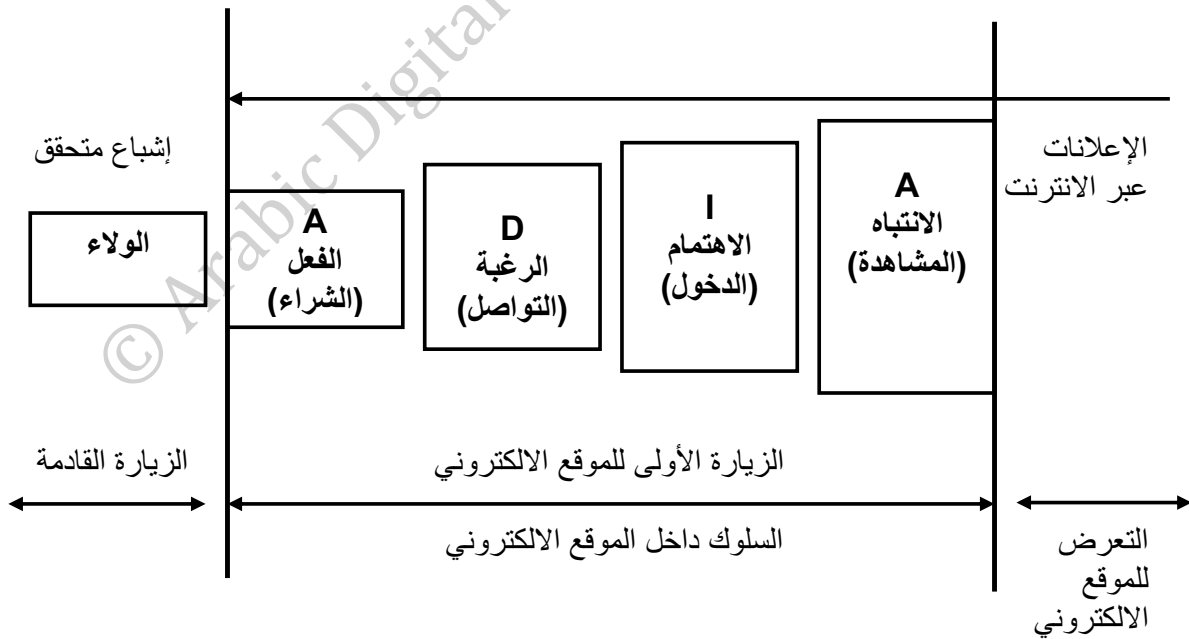 الإعلانات
عبر الانترنت
A
الانتباه
(المشاهدة)
I
الاهتمام
(الدخول)
D
الرغبة
(التواصل)
A
الفعل
(الشراء)
إشباع متحقق
الولاء
الزيارة الأولى للموقع الالكتروني
الزيارة القادمة
السلوك داخل الموقع الالكتروني
التعرض
للموقع
الالكتروني
© Arabic Digital